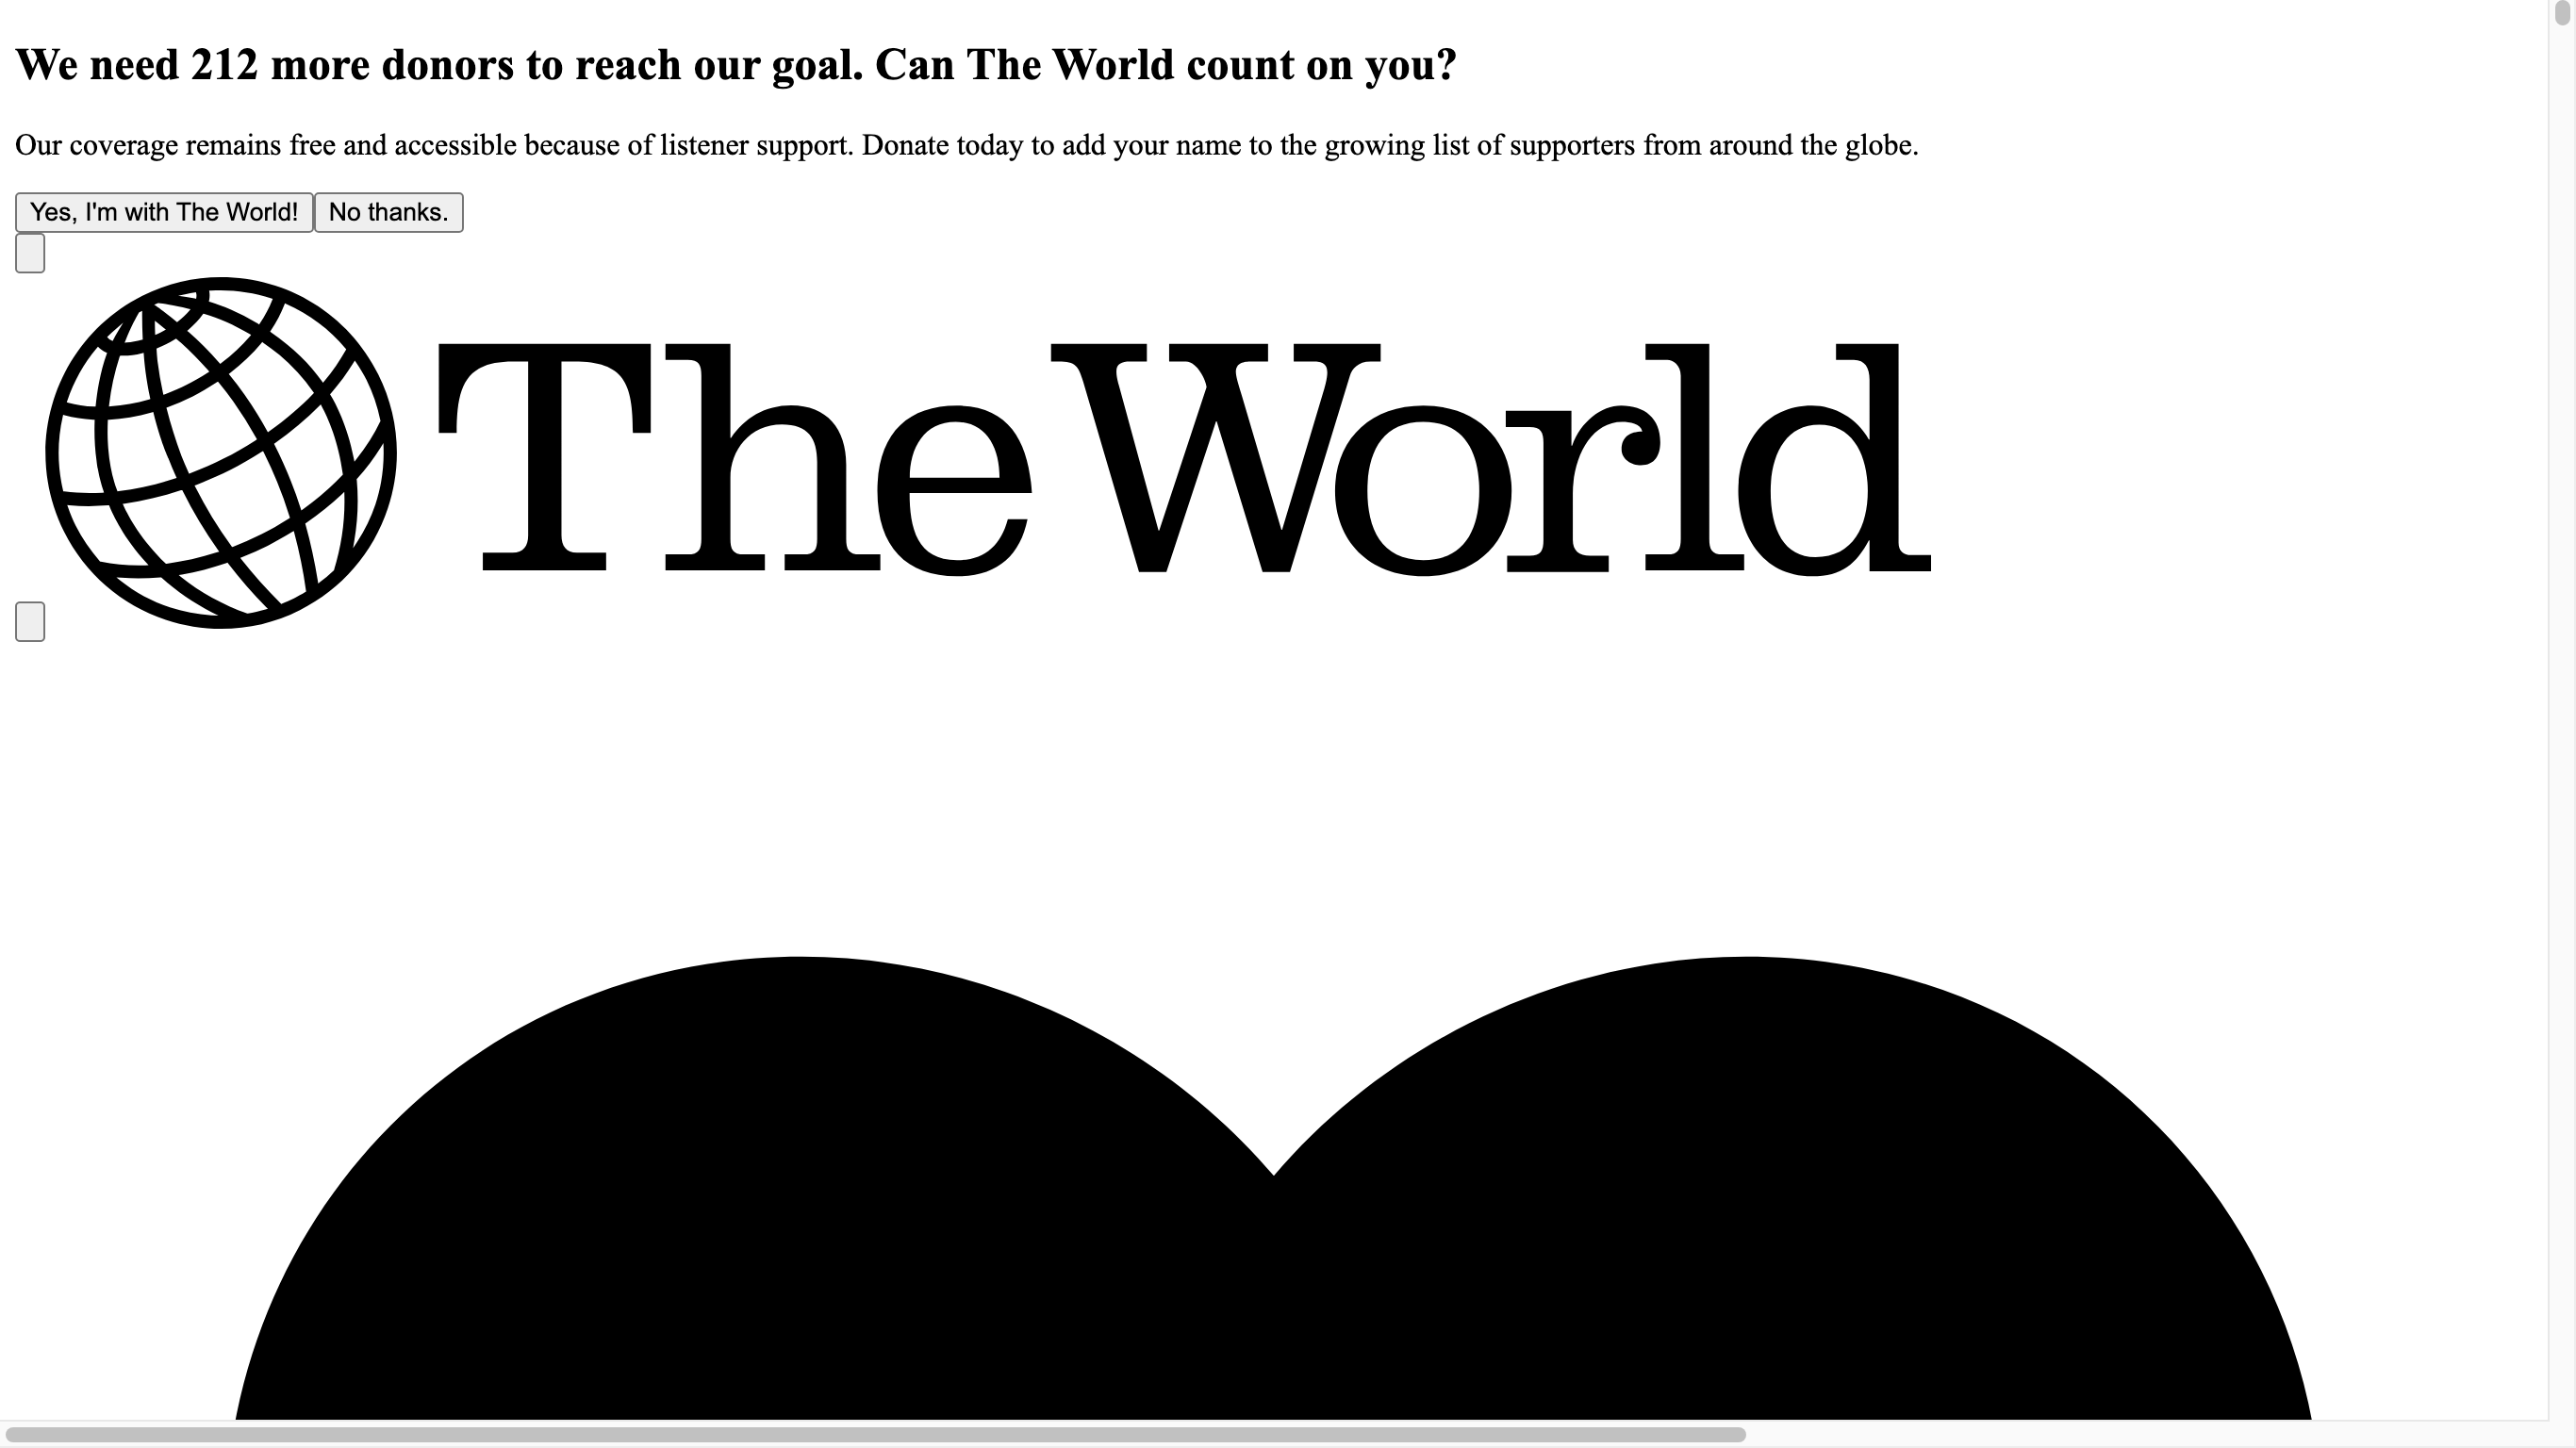 We need 212 more donors to reach our goal. Can The World count on you?
Our coverage remains free and accessible because of listener support. Donate today to add your name to the growing list of supporters from around the globe.
Yes, I'm with The World! No thanks.
The World